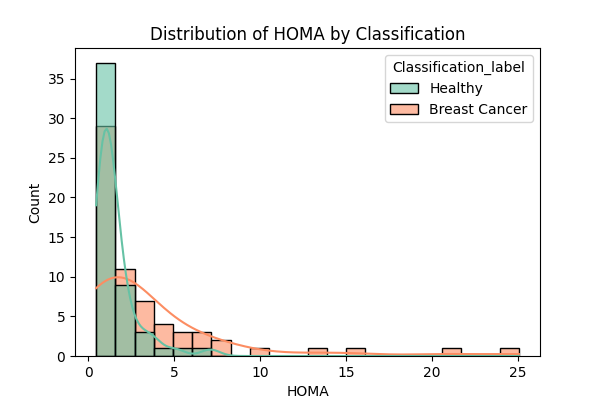 Distribution of HOMA by Classification
Classification_label
Healthy
Breast Cancer
Count
35
30
25
20
15
10
5
0
0 5 10 15 20 25
HOMA